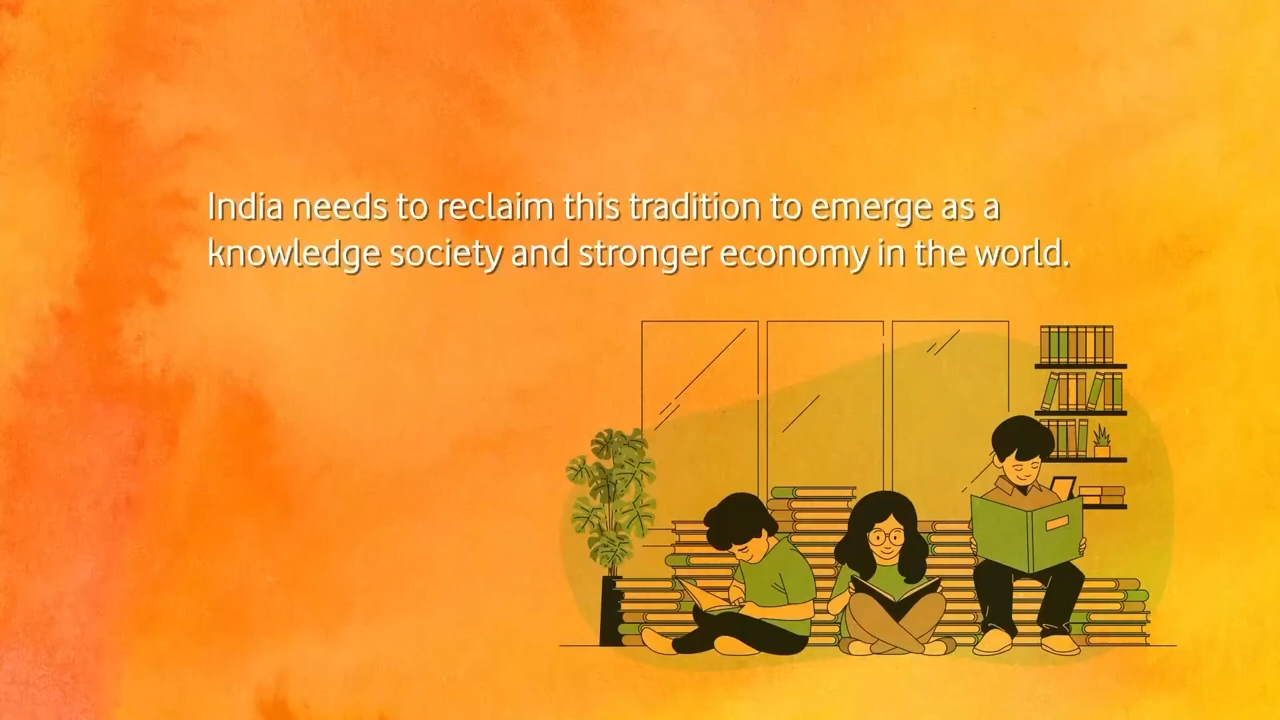 India needs to reclaim this tradition to emerge as a
knowledge society and stronger economy in the world.